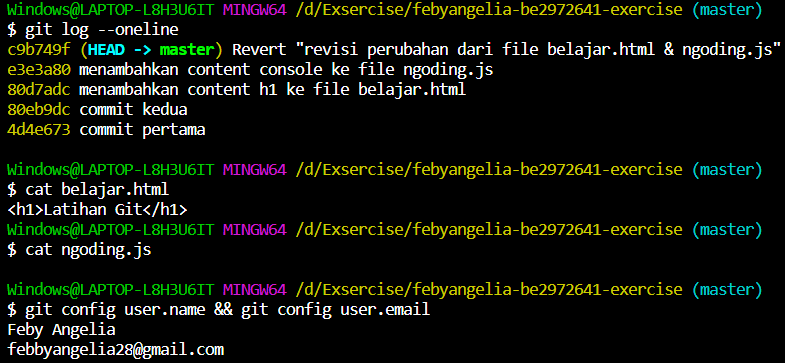 Windows@LAPTOP-L8H3U6IT MINGW64 /d/Exsercise/febyangelia-be2972641-exercise (master)
$ git log --oneline
c9b749f (HEAD -> master) Revert "revisi perubahan dari file belajar.html & ngoding.js"
e3e3a80 menambahkan content console ke file ngoding.js
80d7adc menambahkan content h1 ke file belajar.html
80eb9dc commit kedua
4d4e673 commit pertama
Windows@LAPTOP-L8H3U6IT MINGW64 /d/Exsercise/febyangelia-be2972641-exercise (master)
$ cat belajar.html
<h1>Latihan Git</h1>
Windows@LAPTOP-L8H3U6IT MINGW64 /d/Exsercise/febyangelia-be2972641-exercise (master)
$ cat ngoding.js
Windows@LAPTOP-L8H3U6IT MINGW64 /d/Exsercise/febyangelia-be2972641-exercise (master)
$ git config user.name && git config user.email
Feby Angelia
febbyangelia28@gmail.com